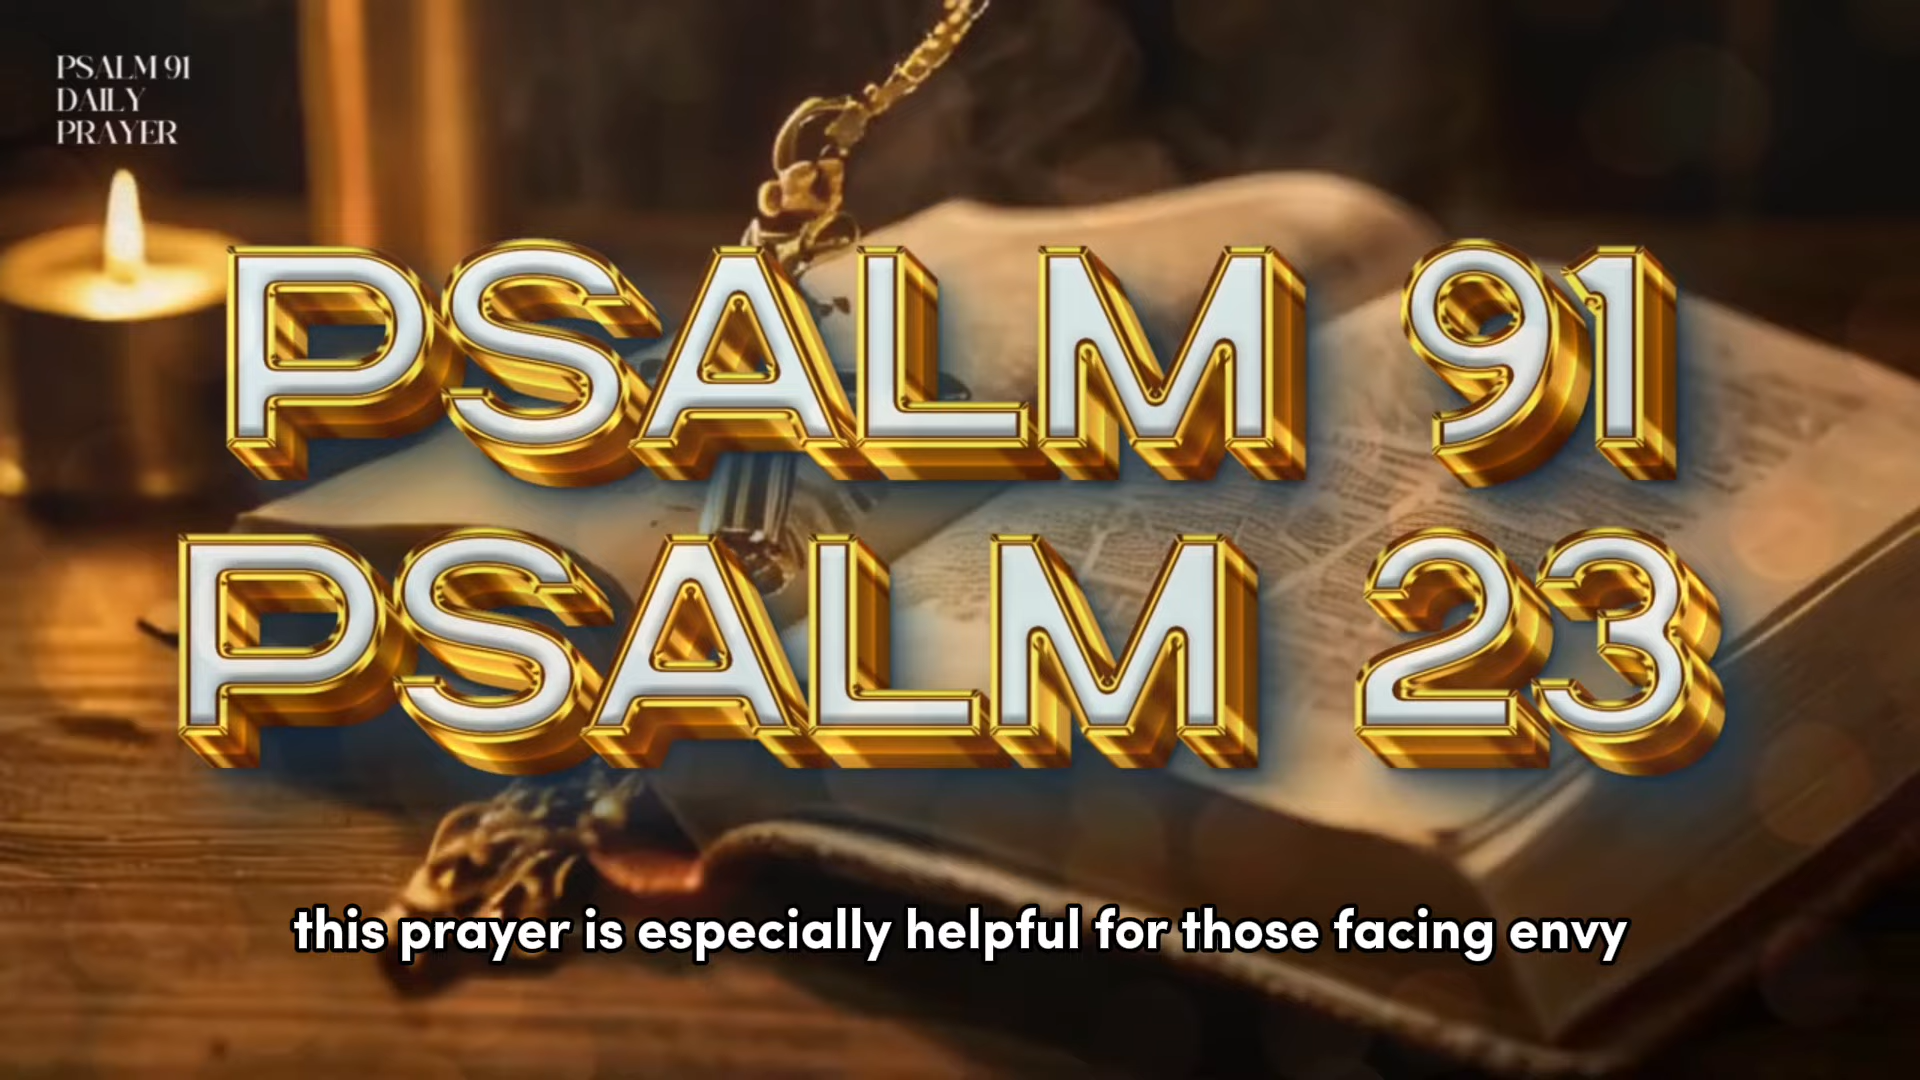 PSALM 91
DAILY
PRAYER
PSALM 91
PSALM 23
this prayer is especially helpful for those facing envy